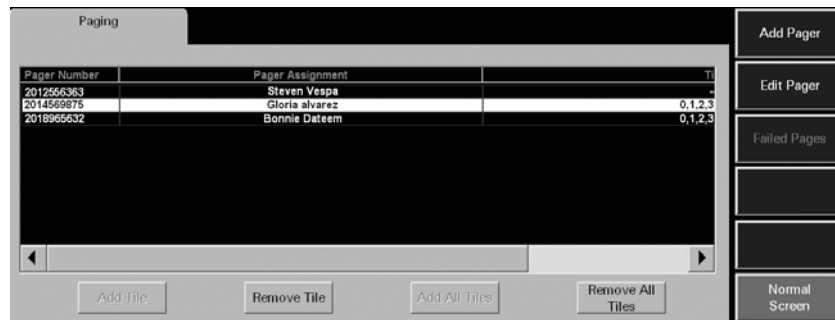 Paging
Add Pager
Pager Number Pager Assignment Ti
2012556363 Steven Vespa -
2014569875 Gloria alvarez 0,1,2,3
2018965632 Bonnie Dateem 0,1,2,3
Edit Pager
Failed Pages
Add Tile Remove Tile Add All Tiles Remove All
Tiles
Normal
Screen